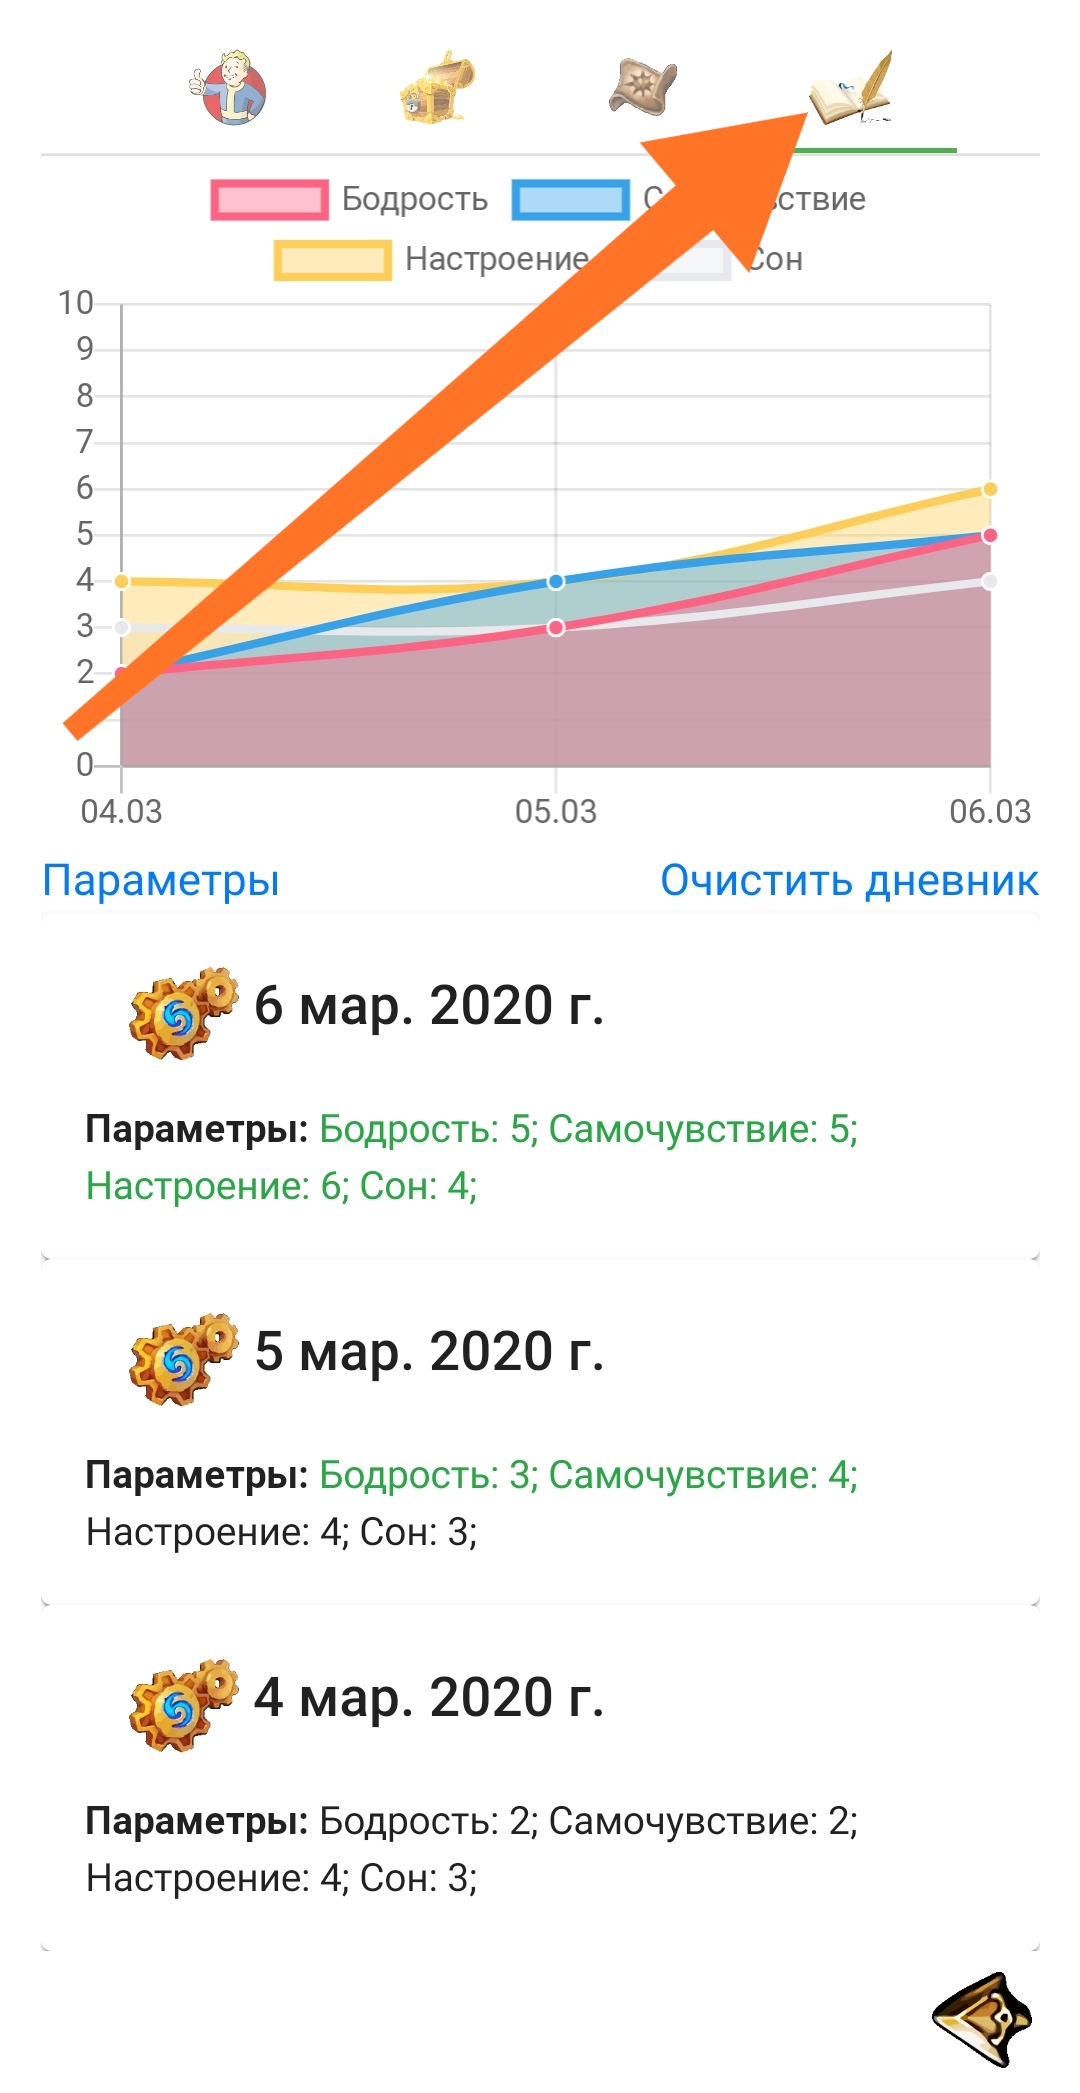 Бодрость
Настроение Сон
10
9
8
7
6
5
4
3
2
0
04.03 05.03 06.03
Параметры Очистить дневник
6 мар. 2020 г.
Параметры: Бодрость: 5; Самочувствие: 5;
Настроение: 6; Сон: 4;
5 мар. 2020 г.
Параметры: Бодрость: 3; Самочувствие: 4;
Настроение: 4; Сон: 3;
4 мар. 2020 г.
Параметры: Бодрость: 2; Самочувствие: 2;
Настроение: 4; Сон: 3;